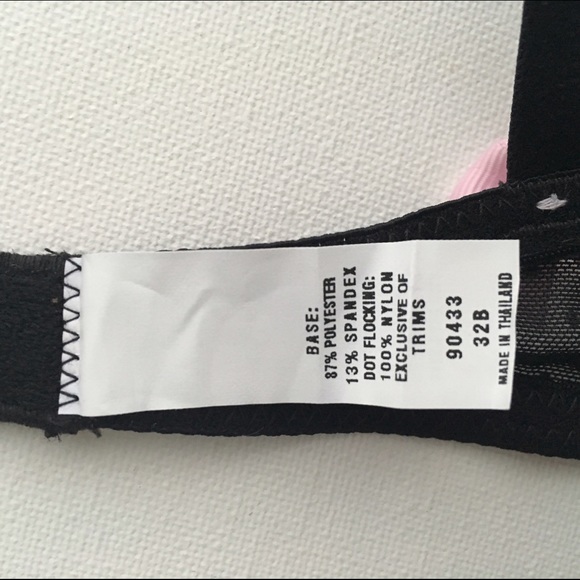 BASE:
87% POLYESTER
13% SPANDEX
DOT FLOCKING:
100% NYLON
EXCLUSIVE OF
TRIMS
90433
32B
MADE IN THAILAND